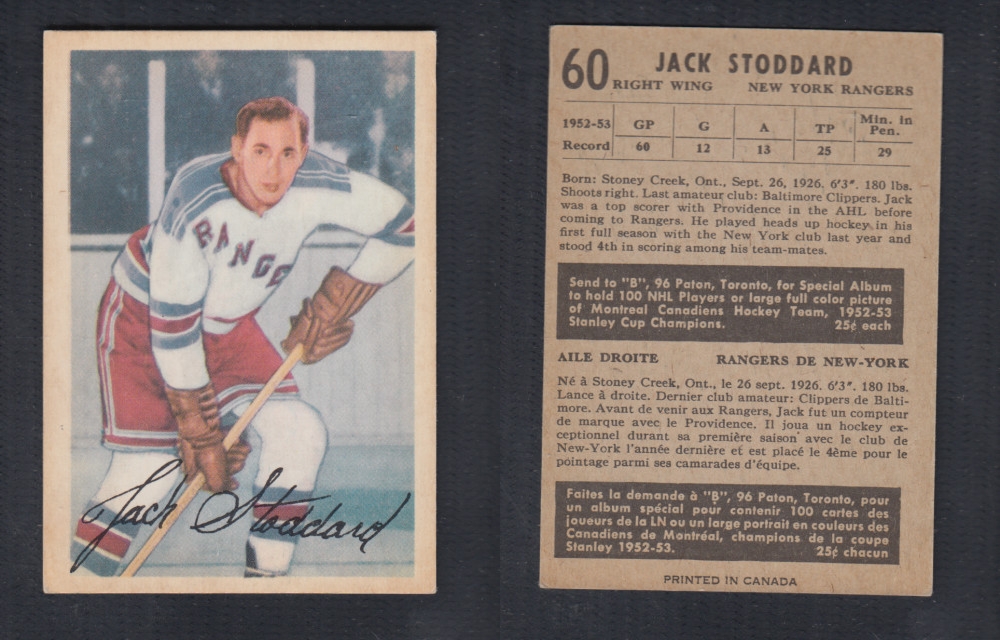 RANGE
Jack Stoddard
60 JACK STODDARD
RIGHT WING NEW YORK RANGERS
1952-53 GP G A TP Min. in Pen.
Record 60 12 13 25 29
Born: Stoney Creek, Ont., Sept. 26, 1926. 6'3". 180 lbs.
Shoots right. Last amateur club: Baltimore Clippers. Jack
was a top scorer with Providence in the AHL before
coming to Rangers. He played heads up hockey in his
first full season with the New York club last year and
stood 4th in scoring among his team-mates.
Send to "B", 96 Paton, Toronto, for Special Album
to hold 100 NHL Players or large full color picture
of Montreal Canadiens Hockey Team, 1952-53
Stanley Cup Champions. 25¢ each
AILE DROITE RANGERS DE NEW-YORK
Né à Stoney Creek, Ont., le 26 sept. 1926. 6'3". 180 lbs.
Lance à droite. Dernier club amateur: Clippers de Balti-
more. Avant de venir aux Rangers, Jack fut un compteur
de marque avec le Providence. Il joua un hockey ex-
ceptionnel durant sa première saison avec le club de
New-York l'année dernière et est placé le 4ème pour le
pointage parmi ses camarades d'équipe.
Faites la demande à "B", 96 Paton, Toronto, pour
un album spécial pour contenir 100 cartes des
joueurs de la LN ou un large portrait en couleurs des
Canadiens de Montréal, champions de la coupe
Stanley 1952-53. 25¢ chacun
PRINTED IN CANADA